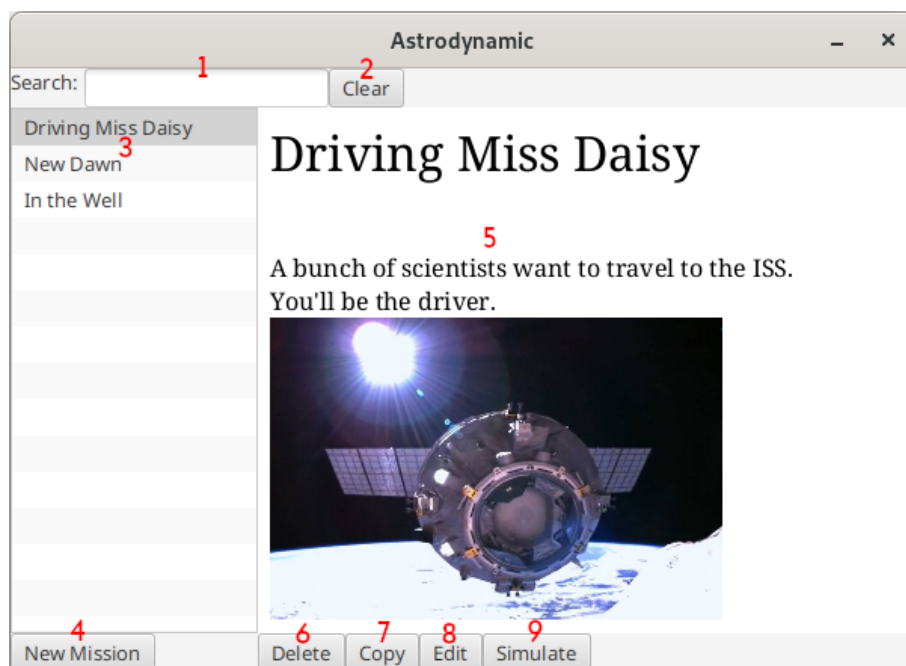 Astrodynamic
1
2
Search:
Clear
Driving Miss Daisy
3
New Dawn
In the Well
Driving Miss Daisy
5
A bunch of scientists want to travel to the ISS.
You'll be the driver.
4
6
7
8
9
New Mission
Delete
Copy
Edit
Simulate